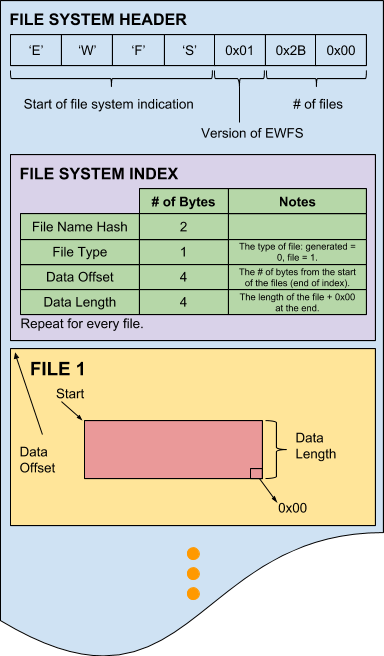 FILE SYSTEM HEADER
‘E’ ‘W’ ‘F’ ‘S’ 0x01 0x2B 0x00
Start of file system indication
# of files
Version of EWFS
FILE SYSTEM INDEX
# of Bytes Notes
File Name Hash 2
File Type 1 The type of file: generated =
0, file = 1.
Data Offset 4 The # of bytes from the start
of the files (end of index).
Data Length 4 The length of the file + 0x00
at the end.
Repeat for every file.
FILE 1
Start
Data
Offset
Data
Length
0x00